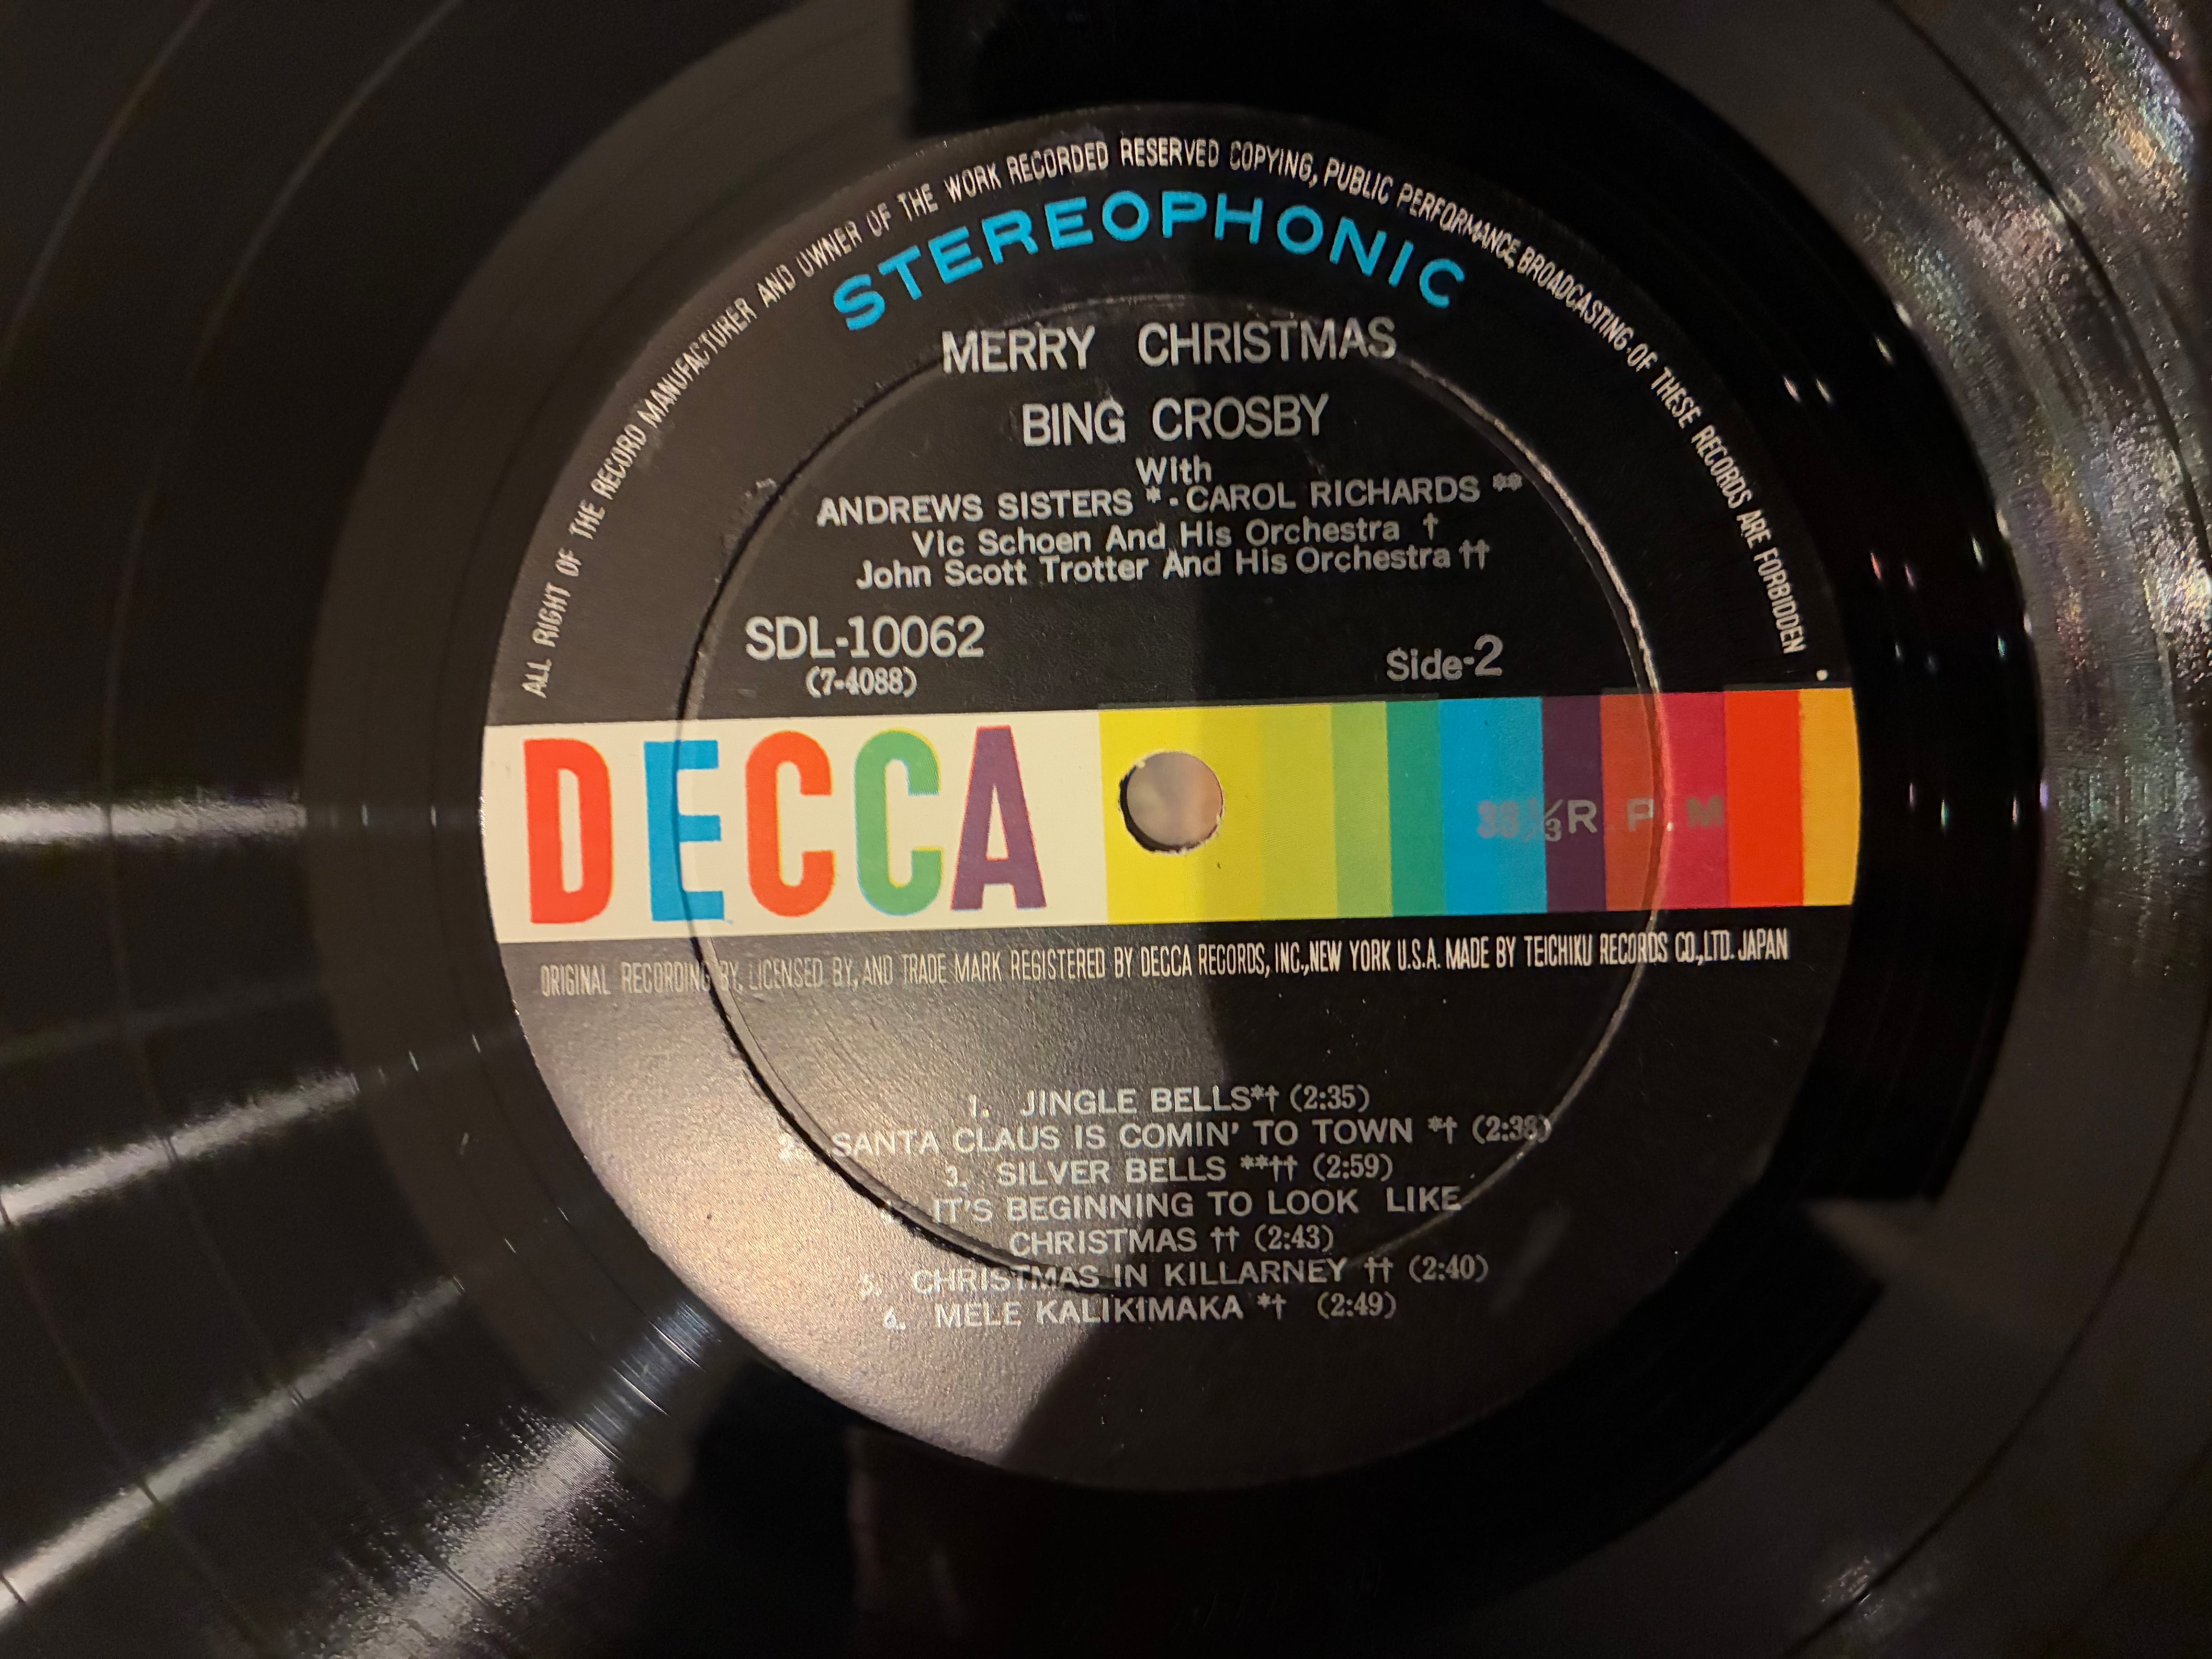 ALL RIGHT OF THE RECORD MANUFACTURER AND OWNER OF THE WORK RECORDED RESERVED COPYING, PUBLIC PERFORMANCE, BROADCASTING OF THESE RECORDS ARE FORBIDDEN
STEREOPHONIC
MERRY CHRISTMAS
BING CROSBY
With
ANDREWS SISTERS *-CAROL RICHARDS **
Vic Schoen And His Orchestra †
John Scott Trotter And His Orchestra ††
SDL-10062
(7-4088)
Side-2
DECCA
33⅓ R.P.M
ORIGINAL RECORDING BY, LICENSED BY, AND TRADE MARK REGISTERED BY DECCA RECORDS, INC., NEW YORK U.S.A. MADE BY TEICHIKU RECORDS CO., LTD. JAPAN
1. JINGLE BELLS*† (2:35)
2. SANTA CLAUS IS COMIN' TO TOWN *† (2:38)
3. SILVER BELLS **†† (2:59)
4. IT'S BEGINNING TO LOOK LIKE
CHRISTMAS †† (2:43)
5. CHRISTMAS IN KILLARNEY †† (2:40)
6. MELE KALIKIMAKA *† (2:49)